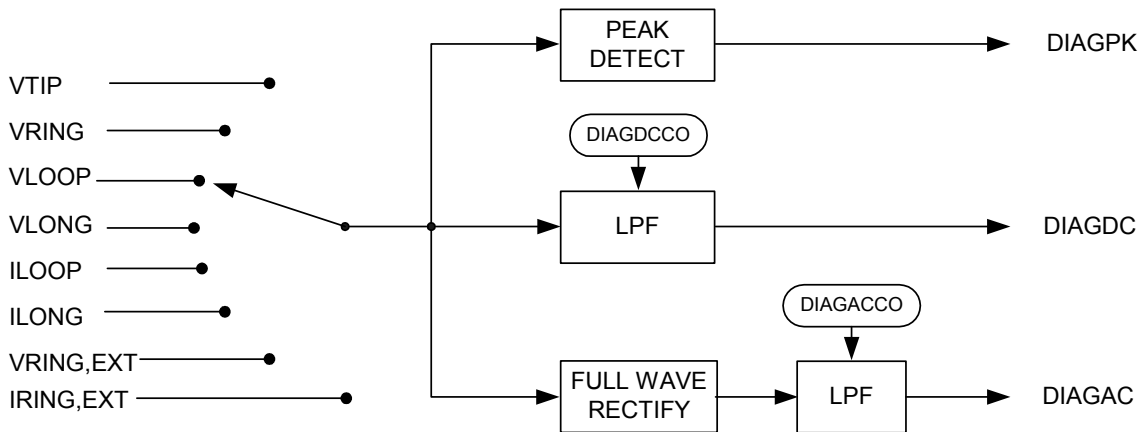 VTIP
VRING
VLOOP
VLONG
ILOOP
ILONG
VRING,EXT
IRING,EXT
PEAK
DETECT
DIAGPK
DIAGDCCO
LPF
DIAGDC
DIAGACCO
FULL WAVE
RECTIFY
LPF
DIAGAC